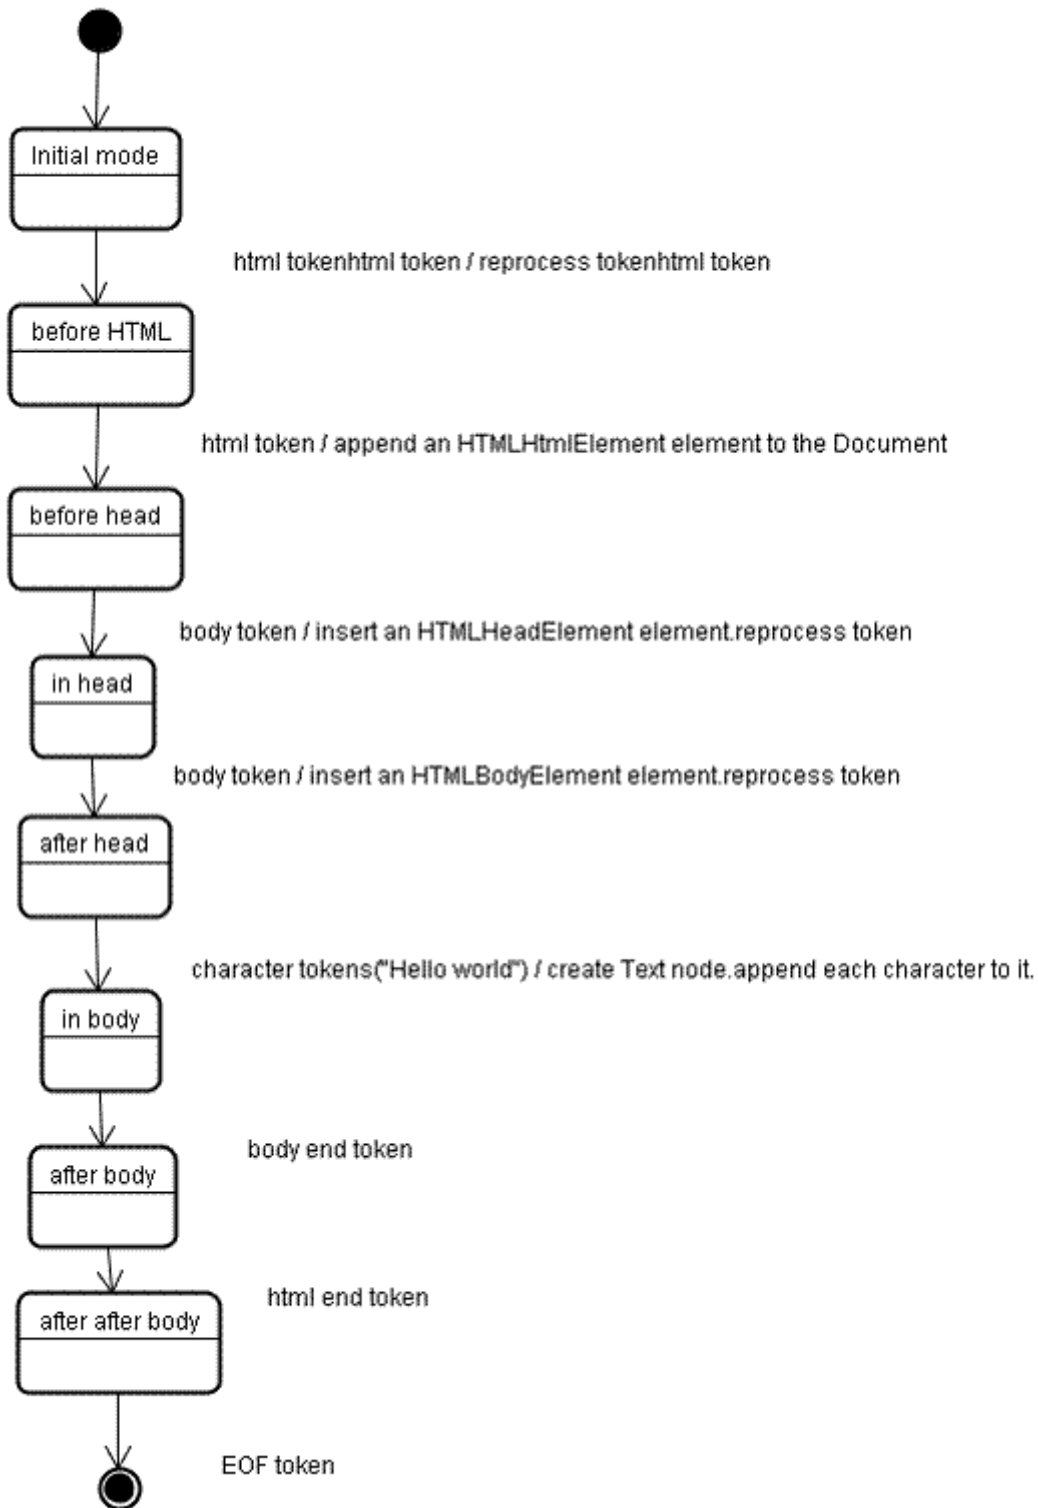 Initial mode
html tokenhtml token / reprocess tokenhtml token
before HTML
html token / append an HTMLHtmlElement element to the Document
before head
body token / insert an HTMLHeadElement element.reprocess token
in head
body token / insert an HTMLBodyElement element.reprocess token
after head
character tokens("Hello world") / create Text node.append each character to it.
in body
body end token
after body
html end token
after after body
EOF token